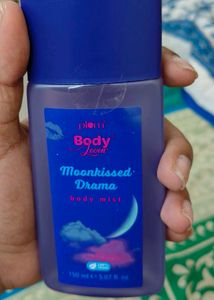 plum
Body
Lovin'
Moonkissed
Drama
body mist
150 ml ℮ 5.07 fl. oz